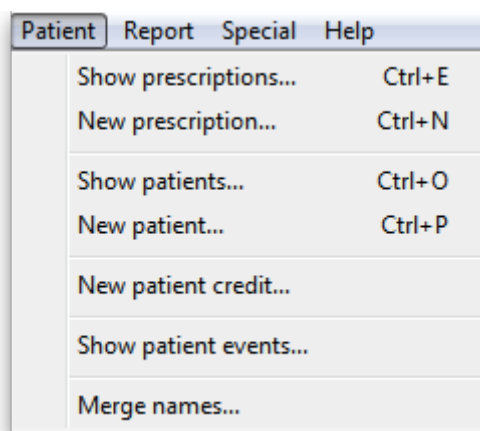 Patient Report Special Help
Show prescriptions... Ctrl+E
New prescription... Ctrl+N
Show patients... Ctrl+O
New patient... Ctrl+P
New patient credit...
Show patient events...
Merge names...